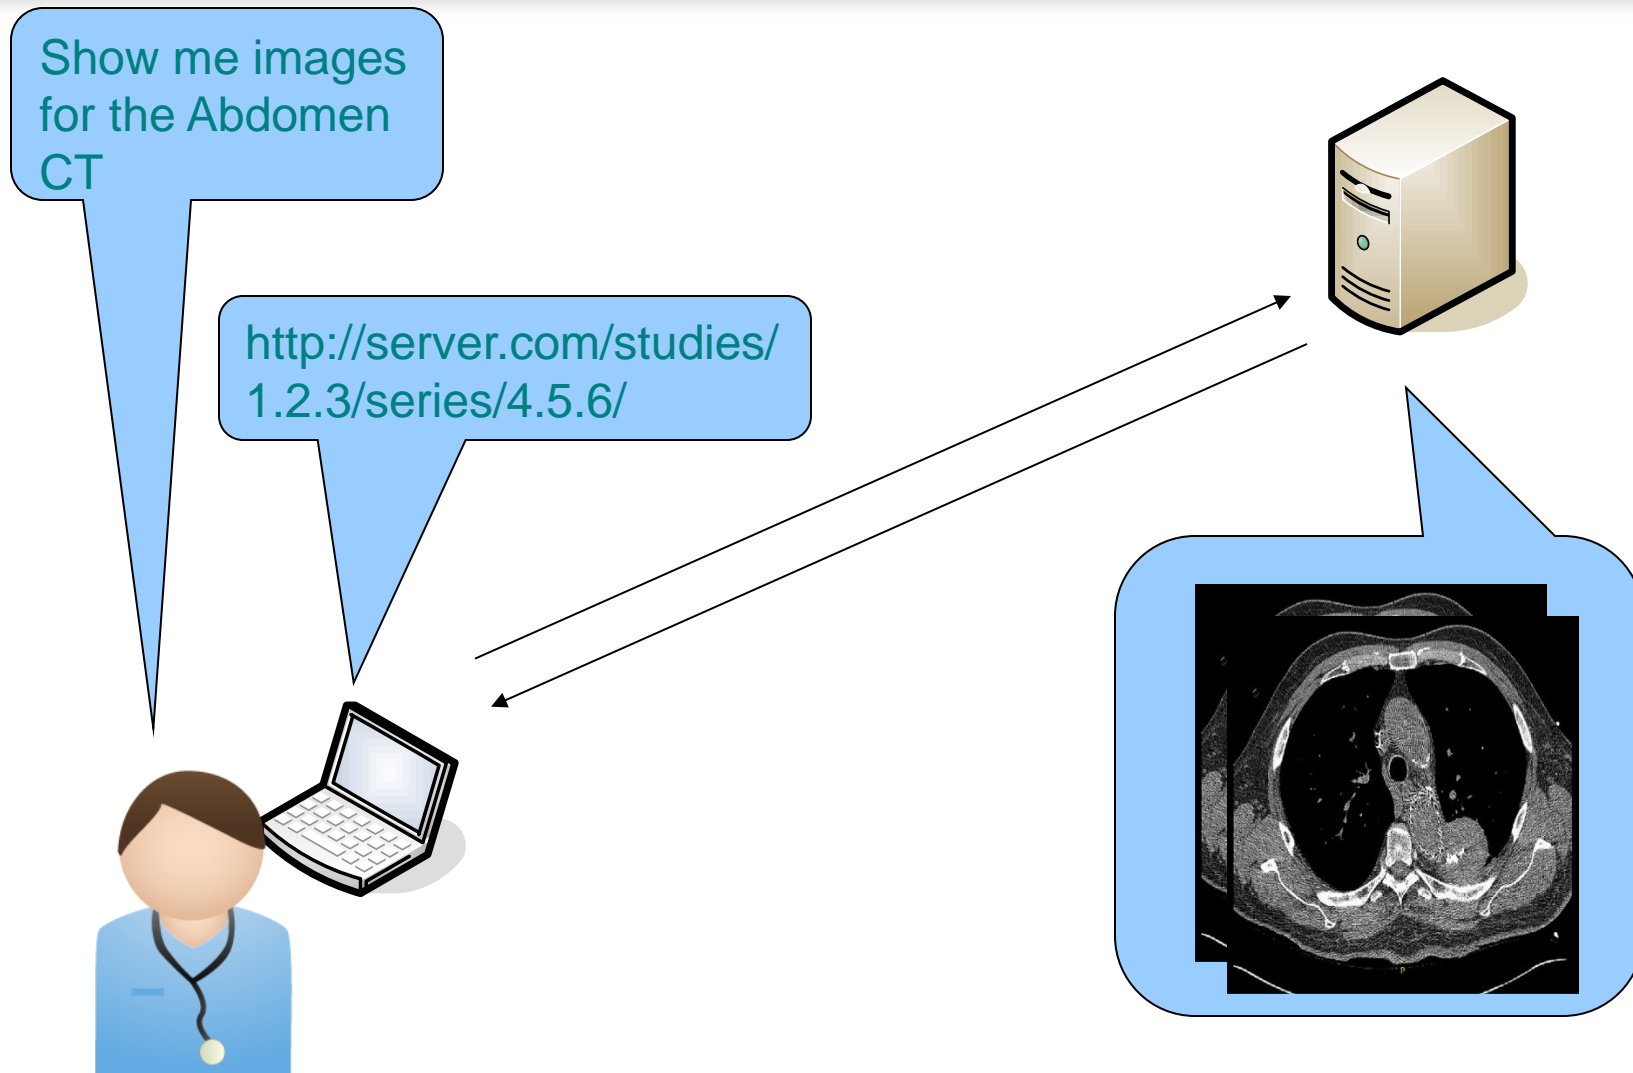 Show me images
for the Abdomen
CT
http://server.com/studies/
1.2.3/series/4.5.6/
P